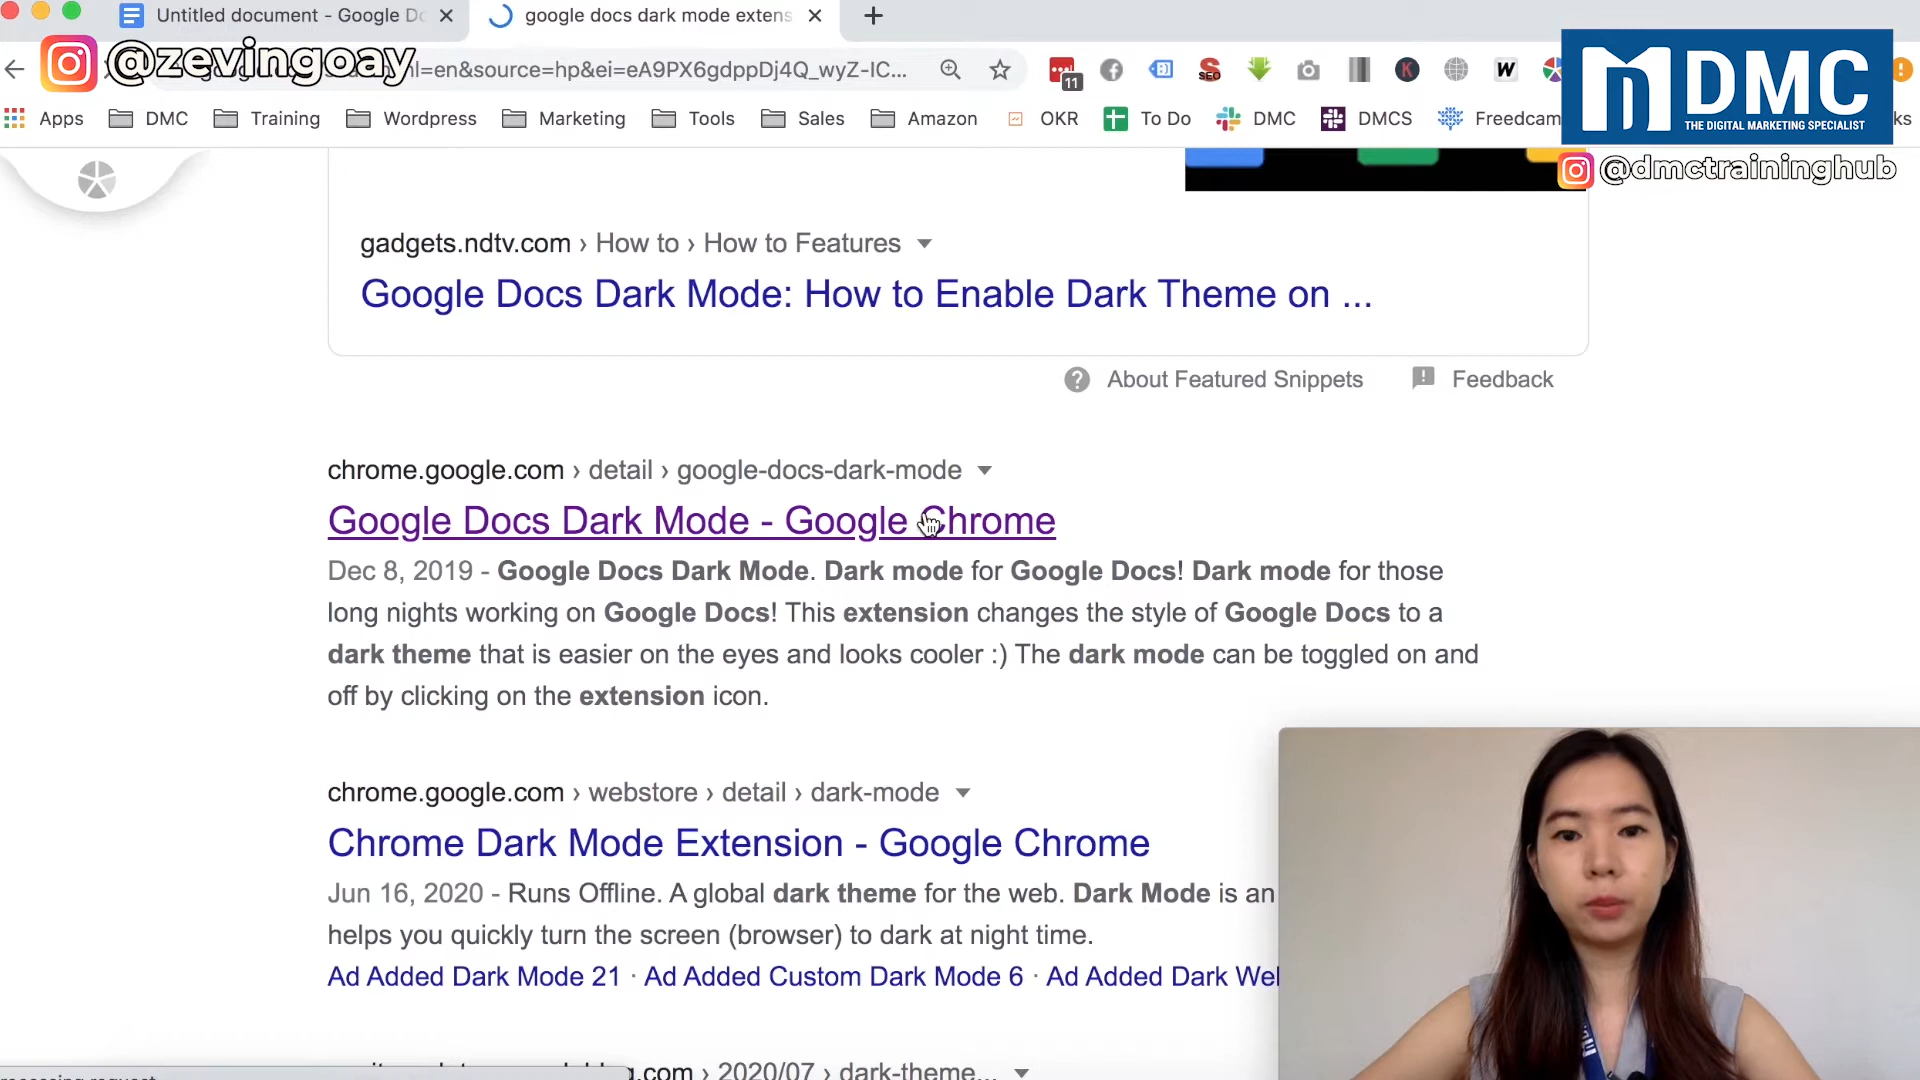 Untitled document - Google Do
google docs dark mode extens
@zevingoay
nl=en&source=hp&ei=eA9PX6gdppDj4Q_wyZ-IC...
11
SEO
K
W
DMC
THE DIGITAL MARKETING SPECIALIST
Apps
DMC
Training
Wordpress
Marketing
Tools
Sales
Amazon
OKR
To Do
DMC
DMCS
Freedcam
ks
@dmctraininghub
gadgets.ndtv.com › How to › How to Features
Google Docs Dark Mode: How to Enable Dark Theme on ...
About Featured Snippets
Feedback
chrome.google.com › detail › google-docs-dark-mode
Google Docs Dark Mode - Google Chrome
Dec 8, 2019 - Google Docs Dark Mode. Dark mode for Google Docs! Dark mode for those
long nights working on Google Docs! This extension changes the style of Google Docs to a
dark theme that is easier on the eyes and looks cooler :) The dark mode can be toggled on and
off by clicking on the extension icon.
chrome.google.com › webstore › detail › dark-mode
Chrome Dark Mode Extension - Google Chrome
Jun 16, 2020 - Runs Offline. A global dark theme for the web. Dark Mode is an
helps you quickly turn the screen (browser) to dark at night time.
Ad Added Dark Mode 21 · Ad Added Custom Dark Mode 6 · Ad Added Dark Wel
.com › 2020/07 › dark-theme...